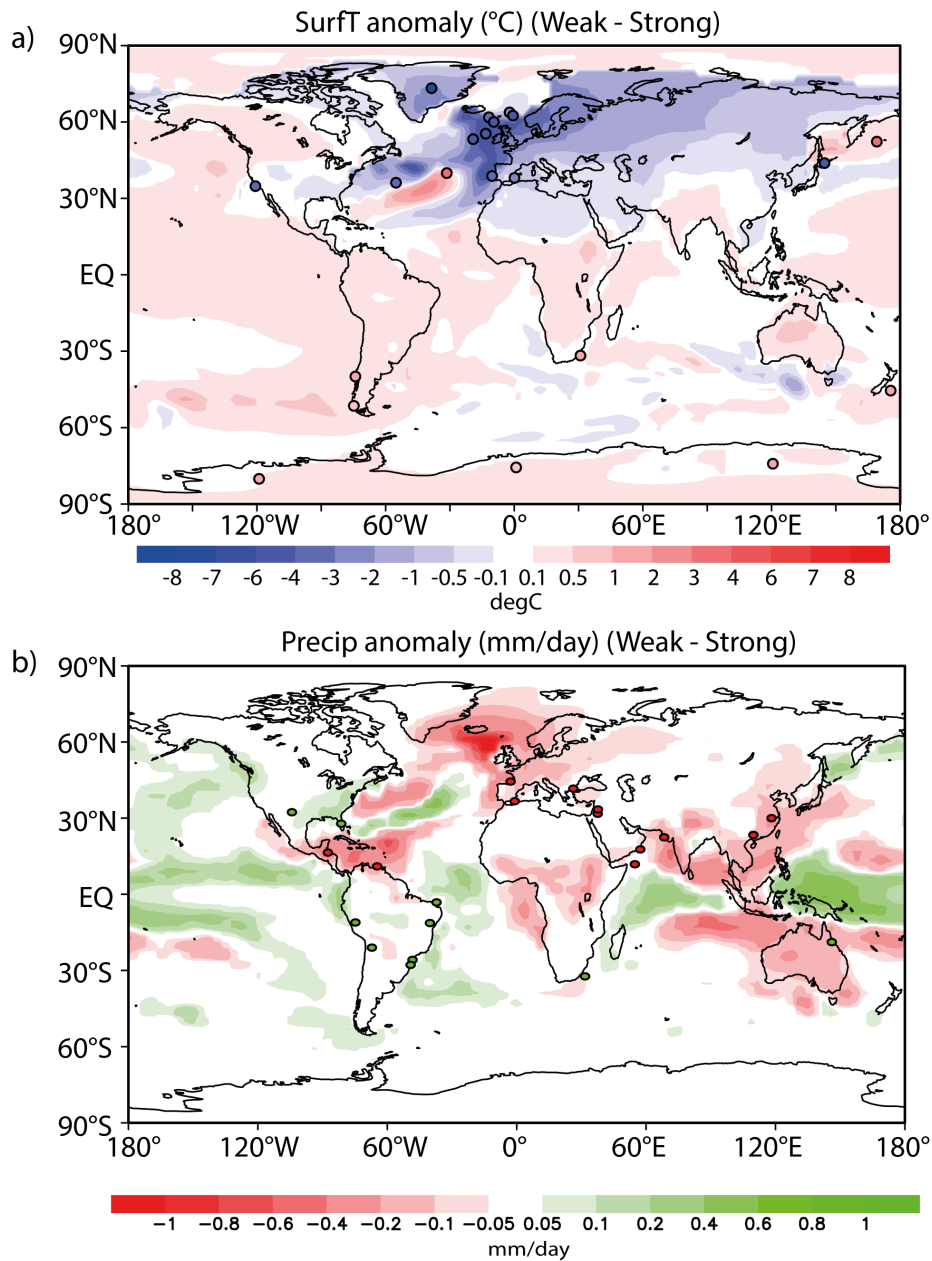 a)
SurfT anomaly (°C) (Weak - Strong)
90°N
60°N
30°N
EQ
30°S
60°S
90°S
180° 120°W 60°W 0° 60°E 120°E 180°
-8 -7 -6 -4 -3 -2 -1 -0.5 -0.1 0.1 0.5 1 2 3 4 6 7 8
degC
b)
Precip anomaly (mm/day) (Weak - Strong)
90°N
60°N
30°N
EQ
30°S
60°S
90°S
180° 120°W 60°W 0° 60°E 120°E 180°
−1 −0.8 −0.6 −0.4 −0.2 −0.1 −0.05 0.05 0.1 0.2 0.4 0.6 0.8 1
mm/day